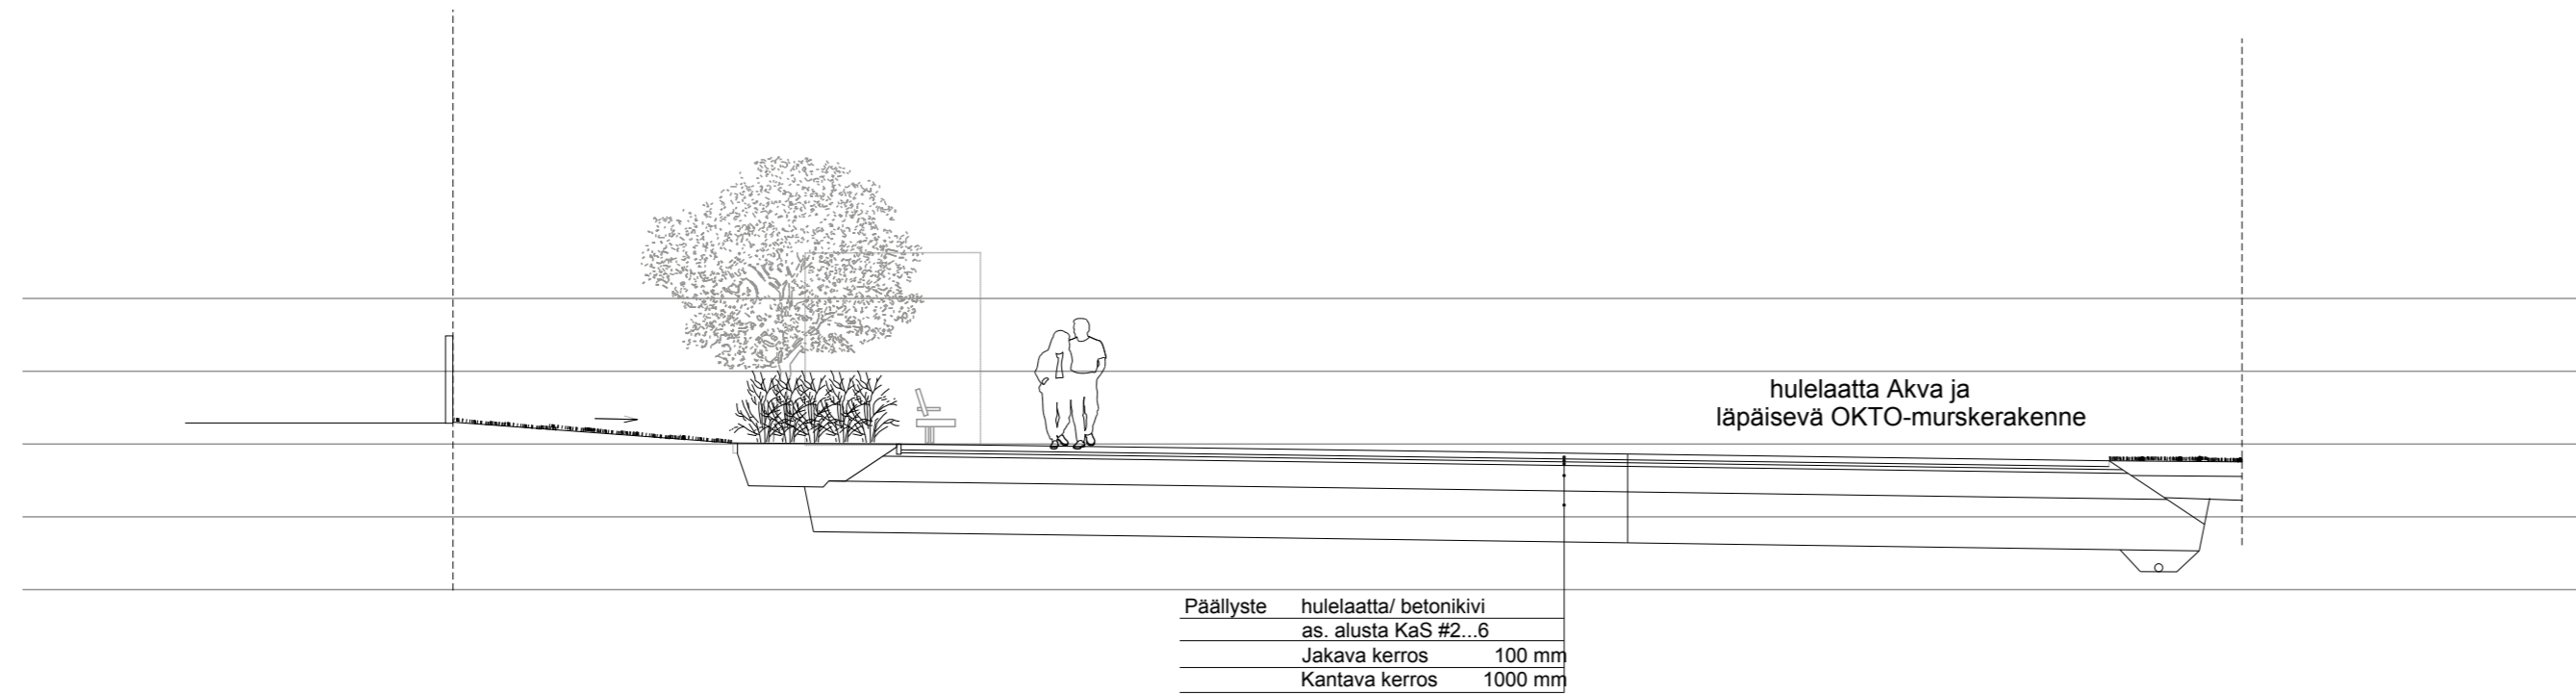 hulelaatta Akva ja
läpäisevä OKTO-murskerakenne
Päällyste hulelaatta/ betonikivi
as. alusta KaS #2...6
Jakava kerros 100 mm
Kantava kerros 1000 mm